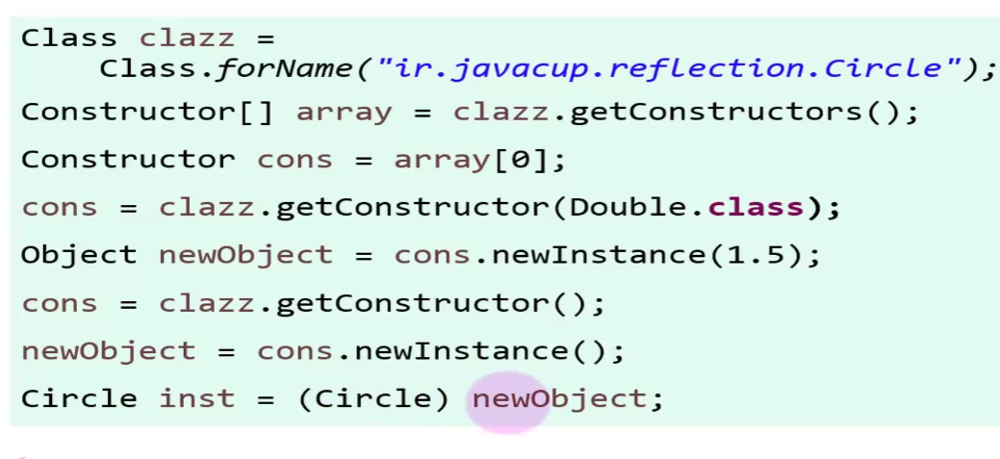 Class clazz =
Class.forName("ir.javacup.reflection.Circle");
Constructor[] array = clazz.getConstructors();
Constructor cons = array[0];
cons = clazz.getConstructor(Double.class);
Object newObject = cons.newInstance(1.5);
cons = clazz.getConstructor();
newObject = cons.newInstance();
Circle inst = (Circle) newObject;